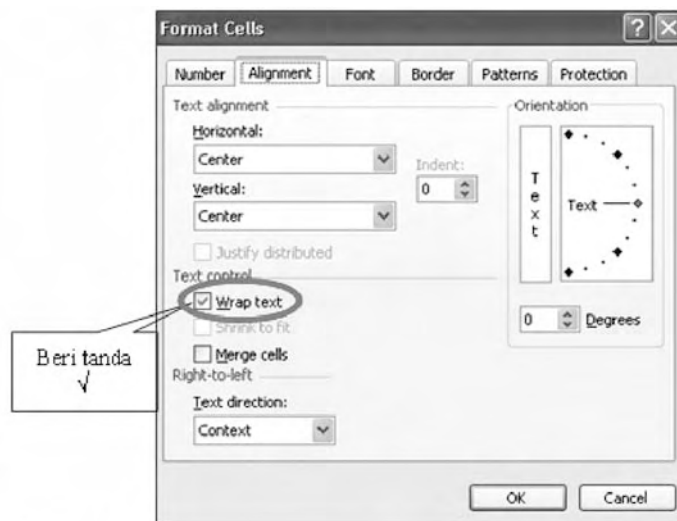 Format Cells
Number Alignment Font Border Patterns Protection
Text alignment
Horizontal:
Center
Indent:
0
Vertical:
Center
Justify distributed
Text control
Wrap text
Shrink to fit
Merge cells
Right-to-left
Text direction:
Context
Orientation
Text
Text
0 Degrees
Beri tanda
√
OK Cancel